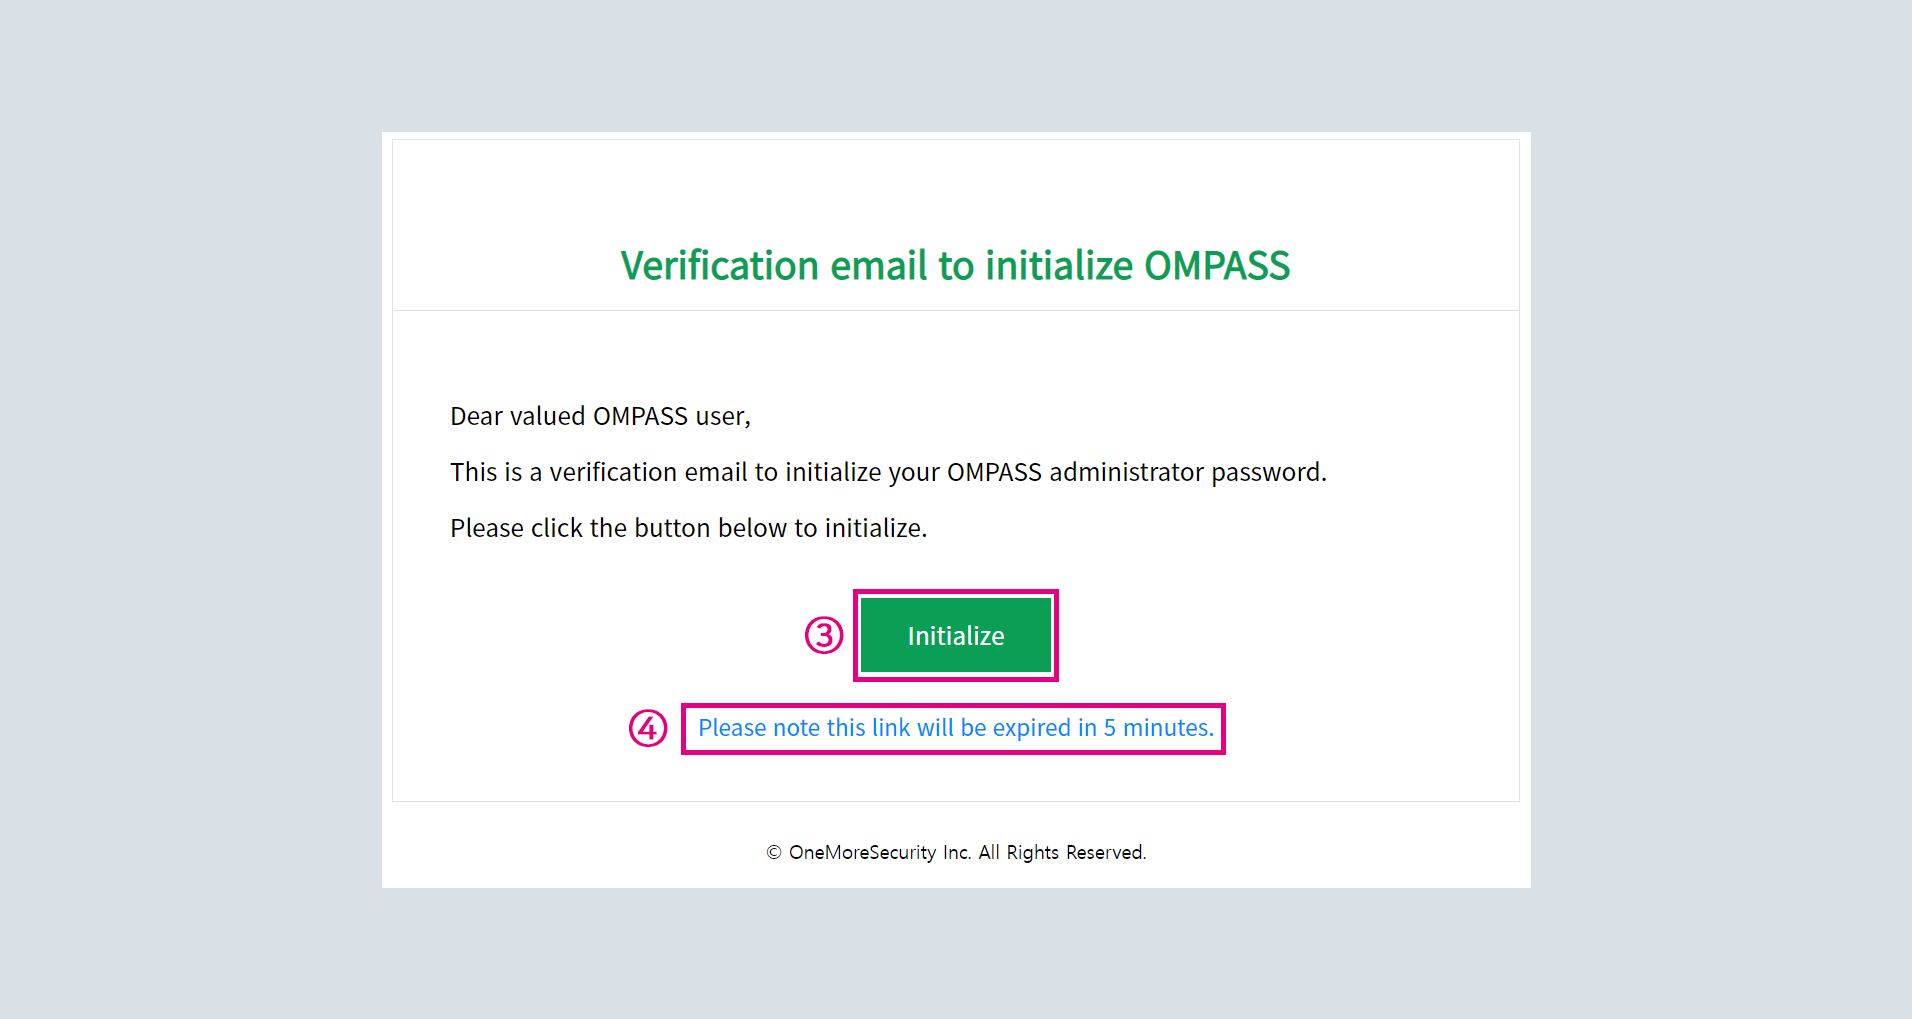 Verification email to initialize OMPASS
Dear valued OMPASS user,
This is a verification email to initialize your OMPASS administrator password.
Please click the button below to initialize.
③ Initialize
④ Please note this link will be expired in 5 minutes.
© OneMoreSecurity Inc. All Rights Reserved.